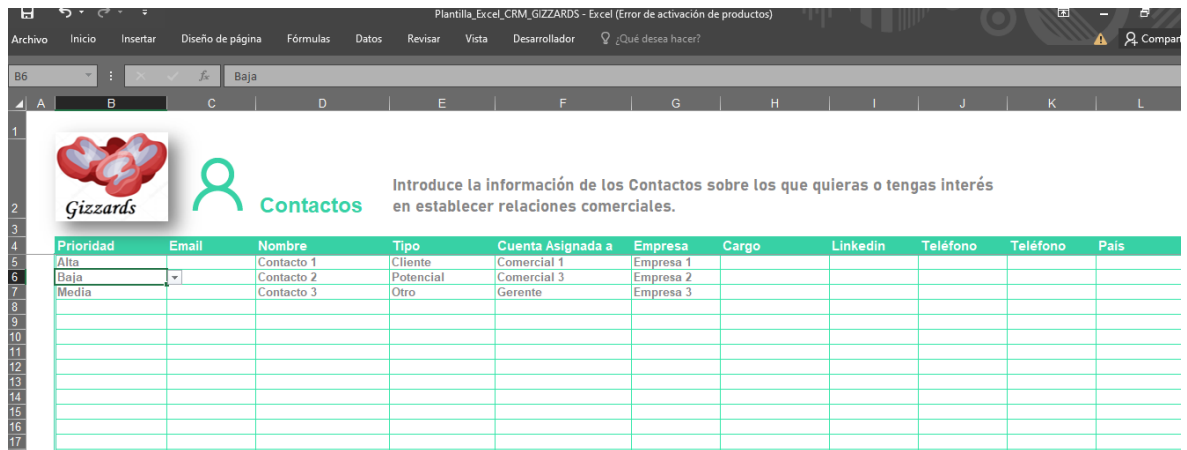 Plantilla_Excel_CRM_GIZZARDS - Excel (Error de activación de productos)
Archivo Inicio Insertar Diseño de página Fórmulas Datos Revisar Vista Desarrollador ¿Qué desea hacer? Compart
B6 fx Baja
A B C D E F G H I J K L
1
Introduce la información de los Contactos sobre los que quieras o tengas interés
2 Gizzards Contactos en establecer relaciones comerciales.
3
4 Prioridad Email Nombre Tipo Cuenta Asignada a Empresa Cargo Linkedin Teléfono Teléfono País
5 Alta Contacto 1 Cliente Comercial 1 Empresa 1
6 Baja Contacto 2 Potencial Comercial 3 Empresa 2
7 Media Contacto 3 Otro Gerente Empresa 3
8
9
10
11
12
13
14
15
16
17